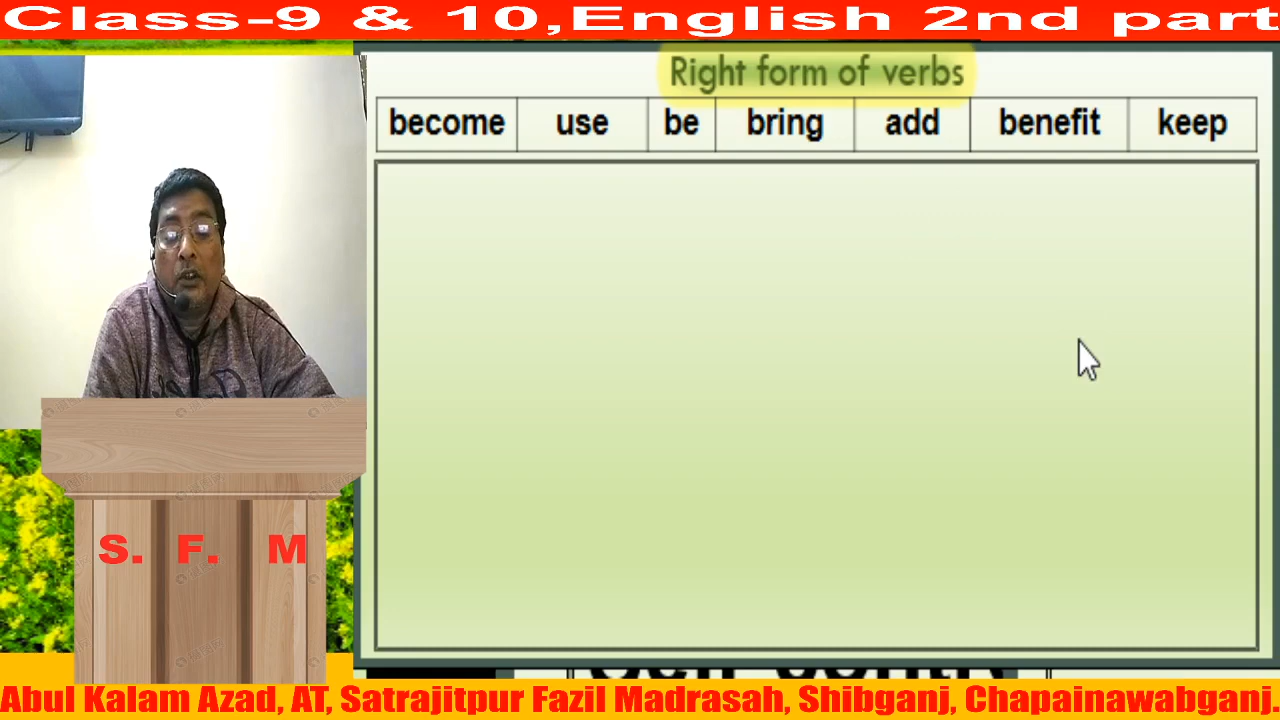 Class-9 & 10,English 2nd part
Right form of verbs
become use be bring add benefit keep
S. F. M
Abul Kalam Azad, AT, Satrajitpur Fazil Madrasah, Shibganj, Chapainawabganj.